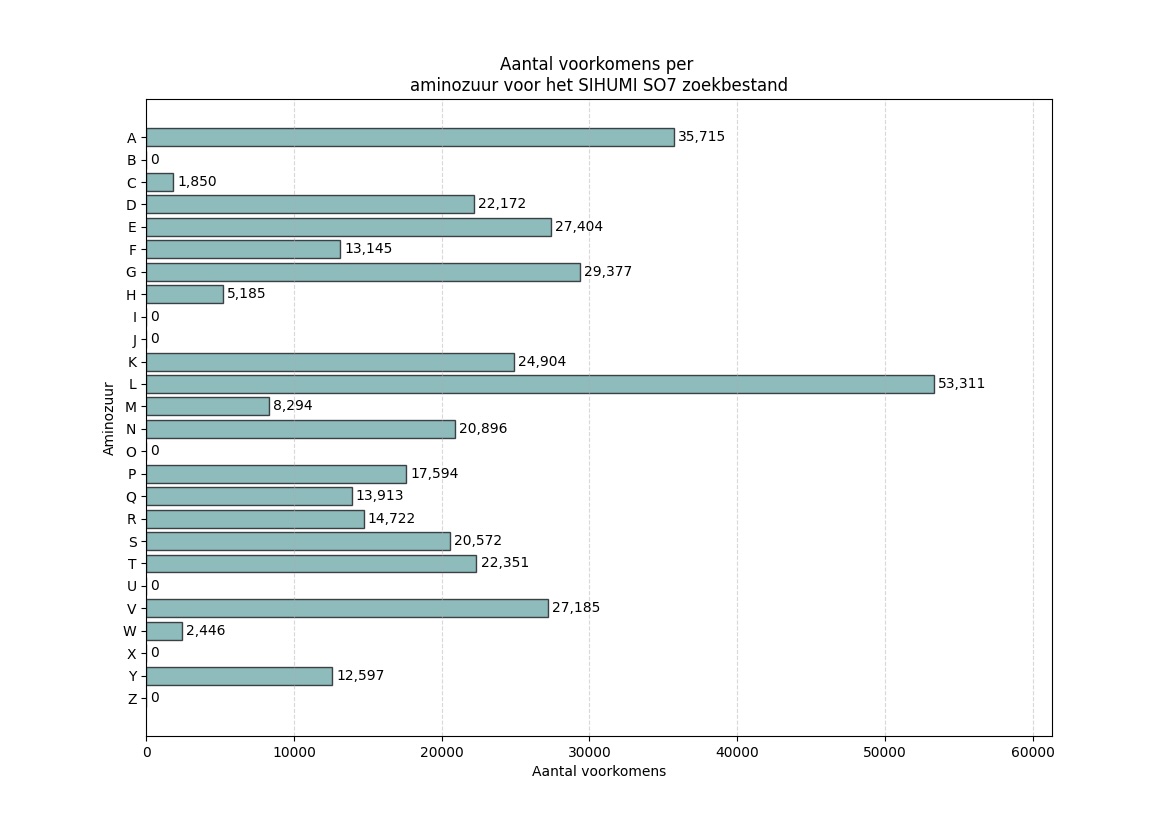 Aantal voorkomens per
aminozuur voor het SIHUMI SO7 zoekbestand
Aminozuur
A 35,715
B 0
C 1,850
D 22,172
E 27,404
F 13,145
G 29,377
H 5,185
I 0
J 0
K 24,904
L 53,311
M 8,294
N 20,896
O 0
P 17,594
Q 13,913
R 14,722
S 20,572
T 22,351
U 0
V 27,185
W 2,446
X 0
Y 12,597
Z 0
0 10000 20000 30000 40000 50000 60000
Aantal voorkomens